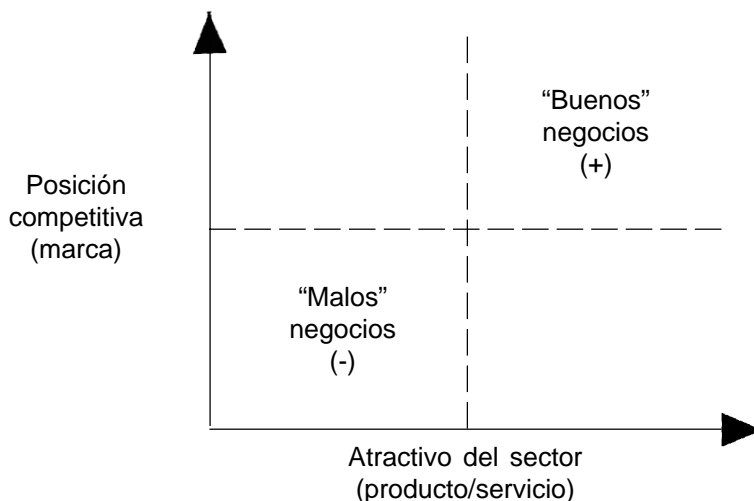 “Buenos”
negocios
(+)
Posición
competitiva
(marca)
“Malos”
negocios
(-)
Atractivo del sector
(producto/servicio)